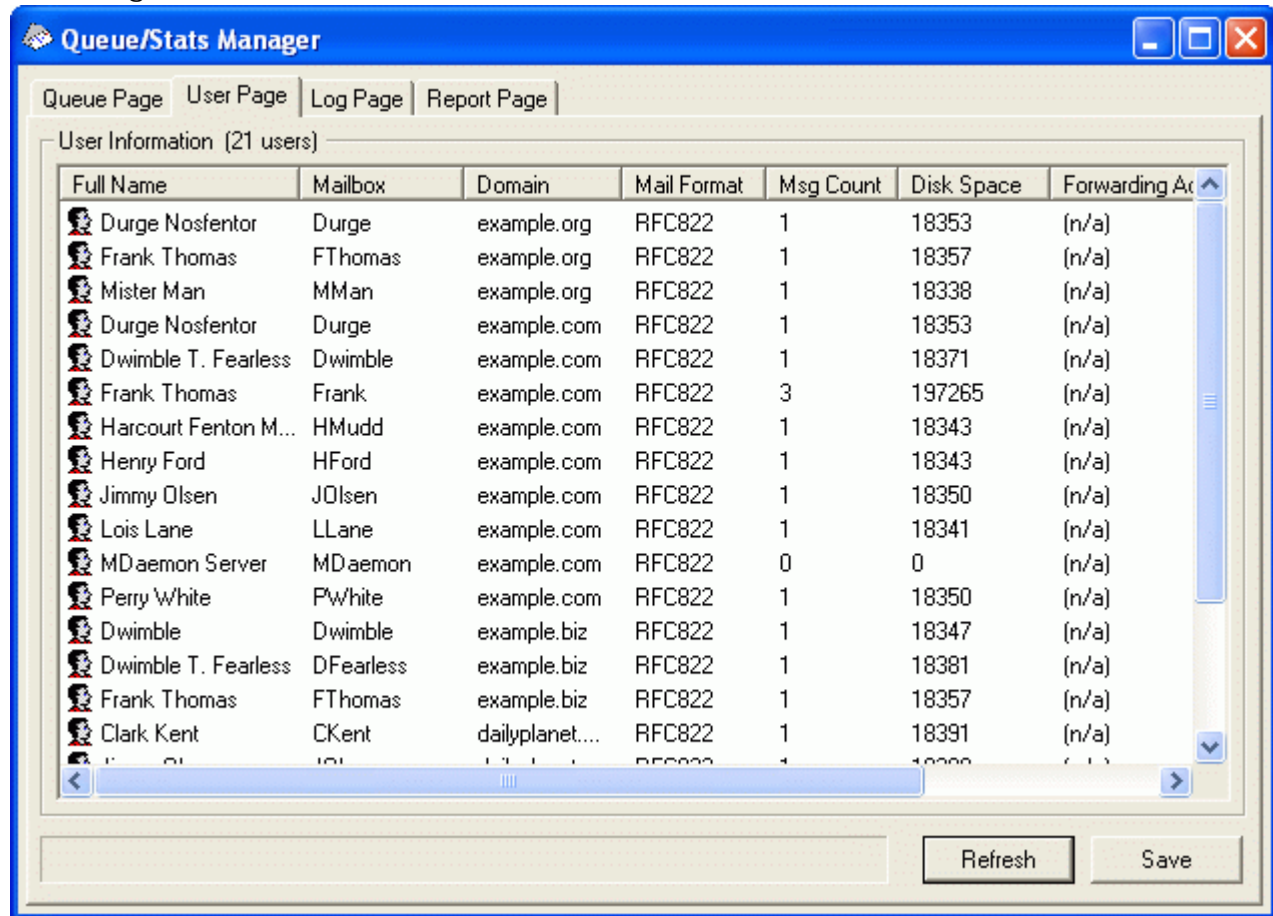 Queue/Stats Manager
Queue Page User Page Log Page Report Page
User Information (21 users)
Full Name Mailbox Domain Mail Format Msg Count Disk Space Forwarding Ac
Durge Nosfentor Durge example.org RFC822 1 18353 (n/a)
Frank Thomas FThomas example.org RFC822 1 18357 (n/a)
Mister Man MMan example.org RFC822 1 18338 (n/a)
Durge Nosfentor Durge example.com RFC822 1 18353 (n/a)
Dwimble T. Fearless Dwimble example.com RFC822 1 18371 (n/a)
Frank Thomas Frank example.com RFC822 3 197265 (n/a)
Harcourt Fenton M... HMudd example.com RFC822 1 18343 (n/a)
Henry Ford HFord example.com RFC822 1 18343 (n/a)
Jimmy Olsen JOlsen example.com RFC822 1 18350 (n/a)
Lois Lane LLane example.com RFC822 1 18341 (n/a)
MDaemon Server MDaemon example.com RFC822 0 0 (n/a)
Perry White PWhite example.com RFC822 1 18350 (n/a)
Dwimble Dwimble example.biz RFC822 1 18347 (n/a)
Dwimble T. Fearless DFearless example.biz RFC822 1 18381 (n/a)
Frank Thomas FThomas example.biz RFC822 1 18357 (n/a)
Clark Kent CKent dailyplanet.... RFC822 1 18391 (n/a)
Refresh Save